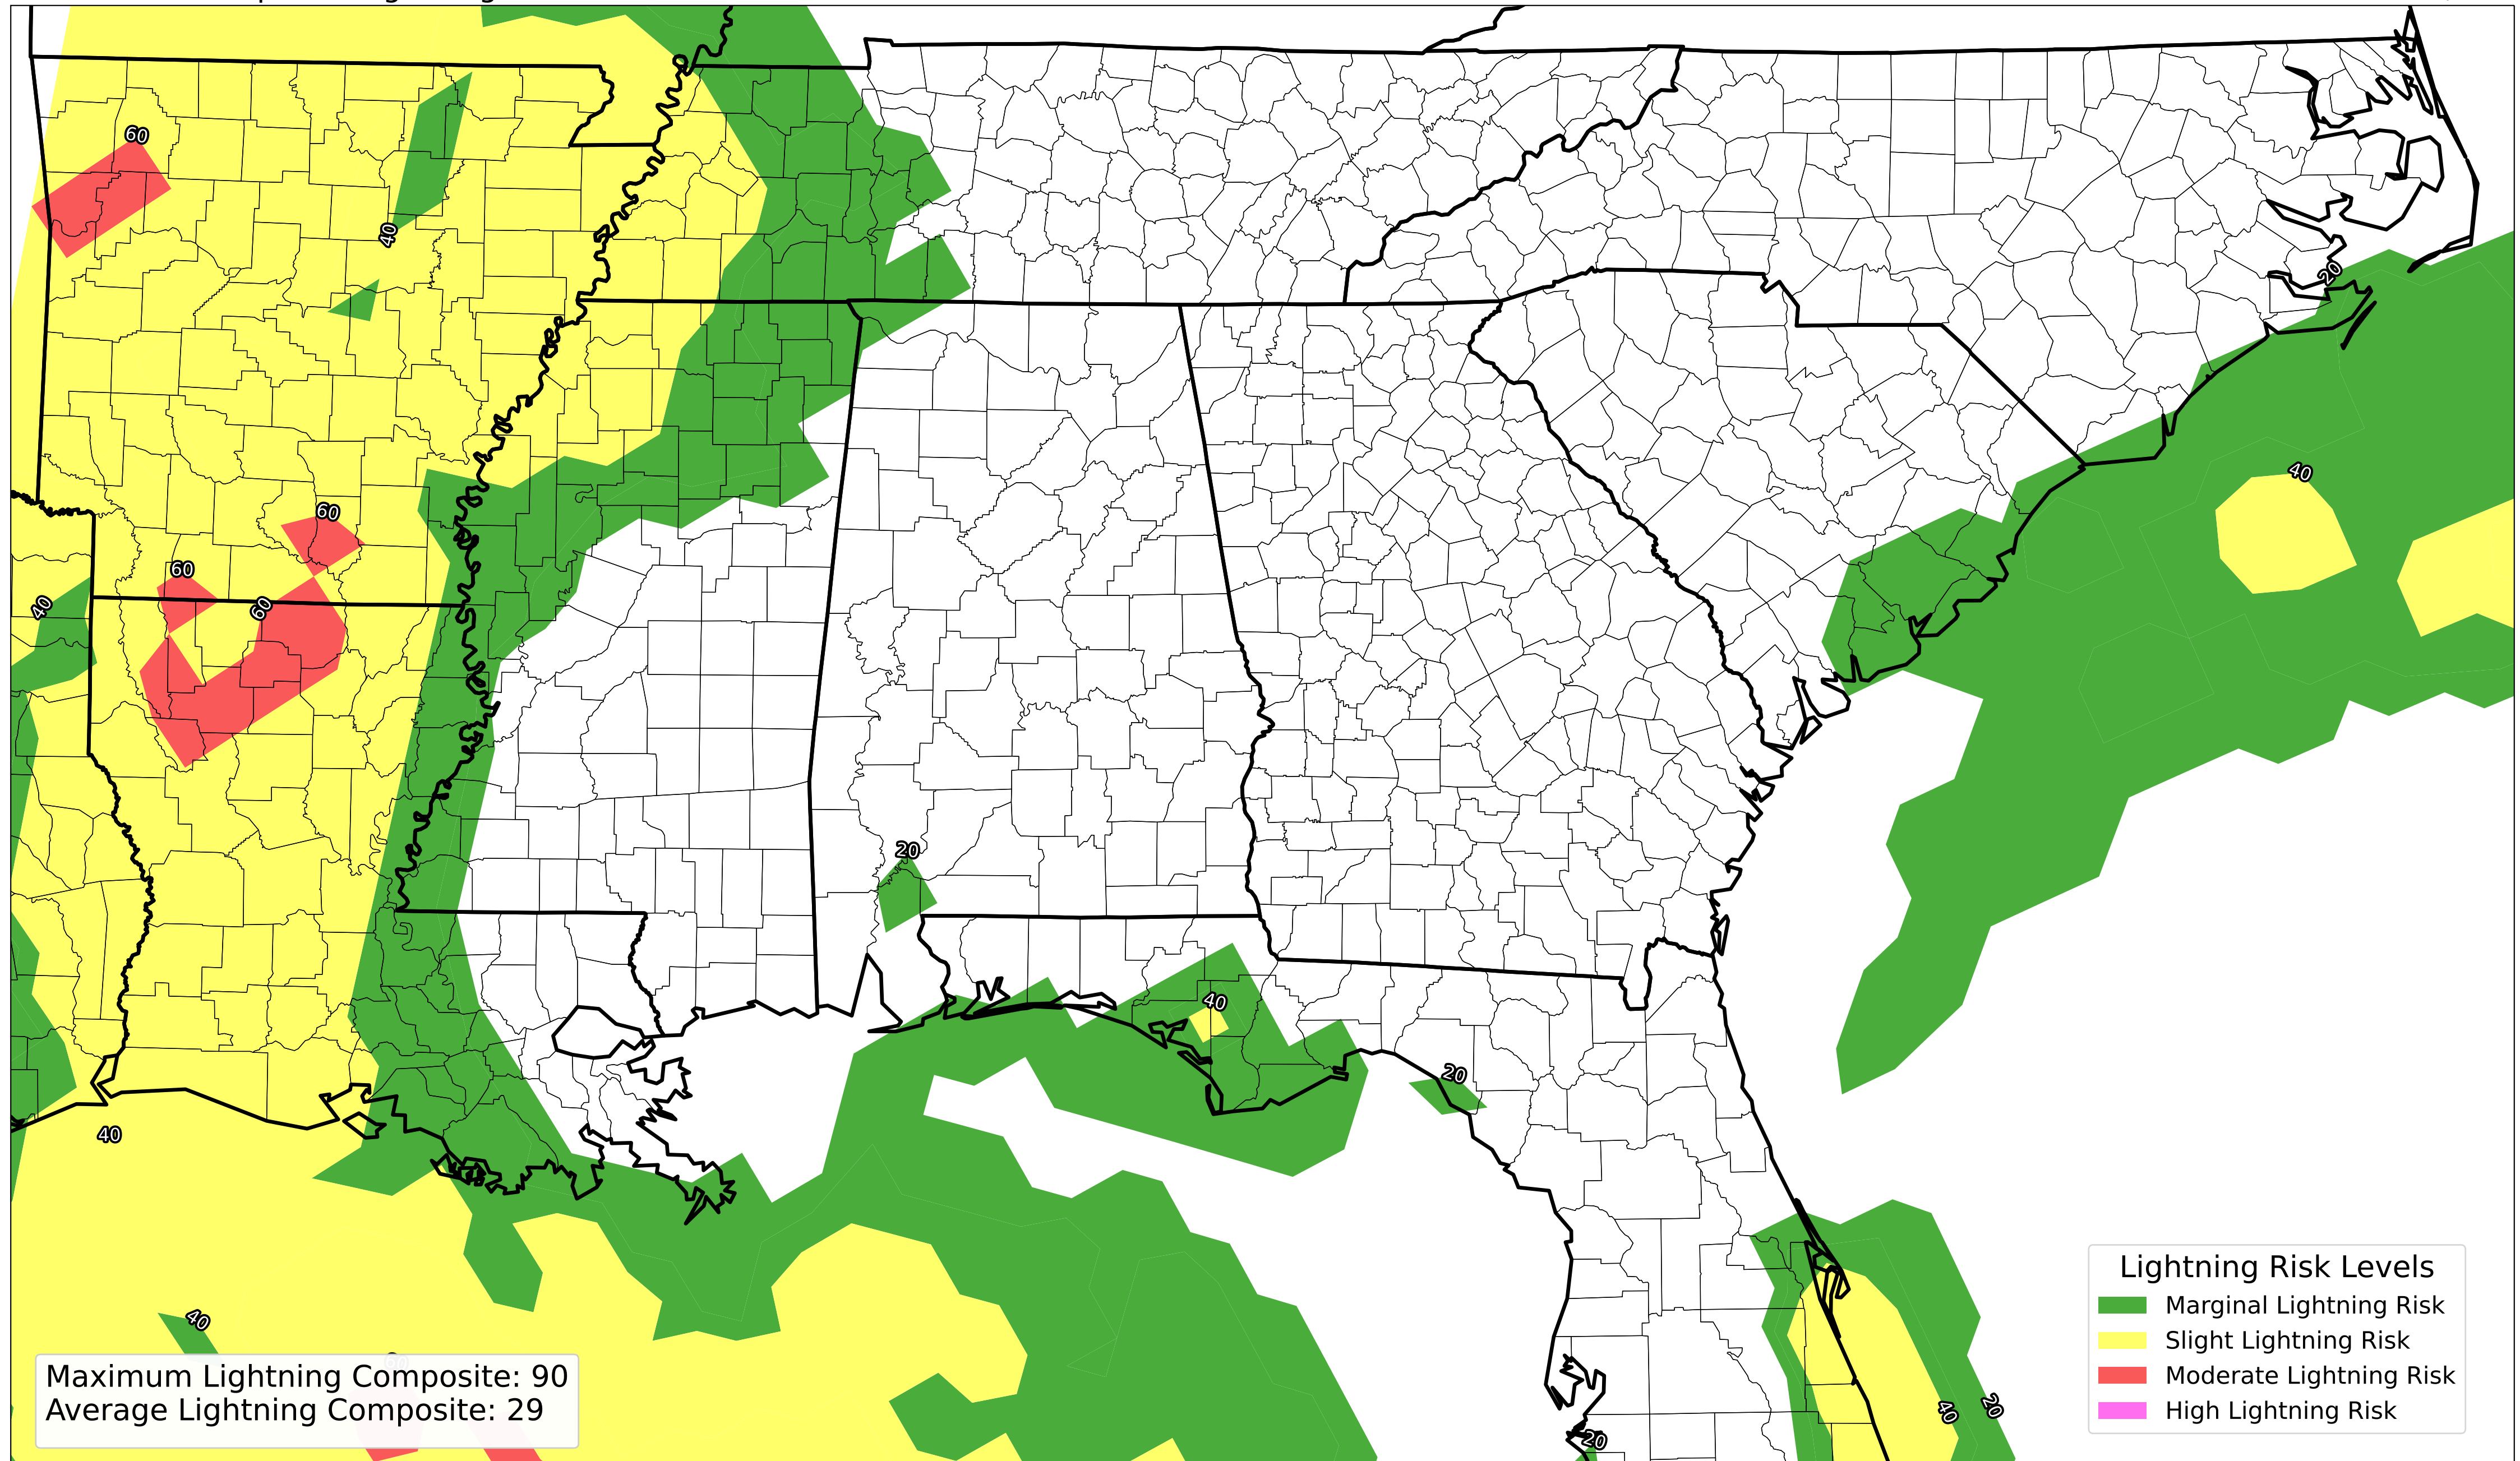 60
40
20
40
60
60
40
60
20
40
20
40
40
40
20
20
Maximum Lightning Composite: 90
Average Lightning Composite: 29
Lightning Risk Levels
Marginal Lightning Risk
Slight Lightning Risk
Moderate Lightning Risk
High Lightning Risk